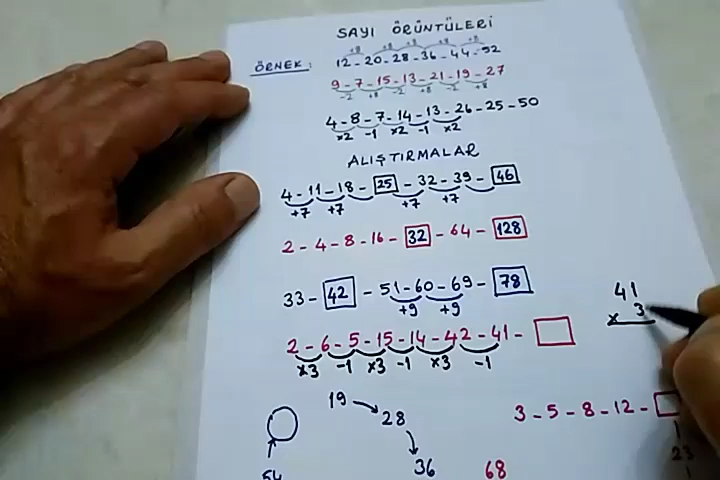 SAYI ÖRÜNTÜLERİ
+8 +8 +8 +8 +8
ÖRNEK: 12-20-28-36-44-52
9-7-15-13-21-19-27
-2 +8 -2 +8 -2 +8
4-8-7-14-13-26-25-50
x2 -1 x2 -1 x2
ALIŞTIRMALAR
4-11-18-25-32-39-46
+7 +7 +7 +7
2-4-8-16-32-64-128
33-42-51-60-69-78
+9 +9
41
x 3
2-6-5-15-14-42-41-
x3 -1 x3 -1 x3 -1
19 28
3-5-8-12-
36
68
23
54